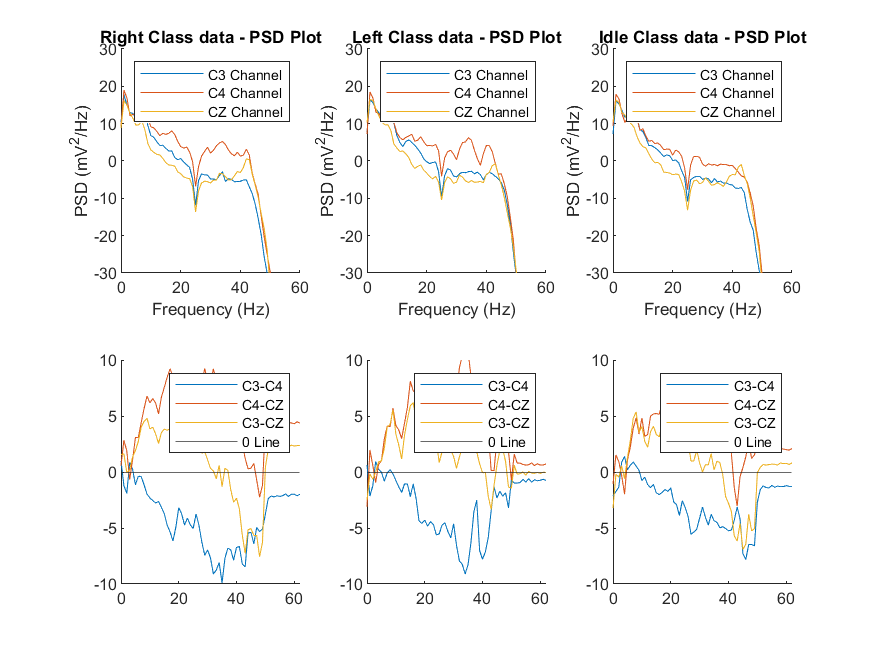 Right Class data - PSD Plot
Left Class data - PSD Plot
Idle Class data - PSD Plot
30
20
10
0
-10
-20
-30
PSD (mV²/Hz)
C3 Channel
C4 Channel
CZ Channel
0 20 40 60
Frequency (Hz)
30
20
10
0
-10
-20
-30
PSD (mV²/Hz)
C3 Channel
C4 Channel
CZ Channel
0 20 40 60
Frequency (Hz)
30
20
10
0
-10
-20
-30
PSD (mV²/Hz)
C3 Channel
C4 Channel
CZ Channel
0 20 40 60
Frequency (Hz)
10
5
0
-5
-10
C3-C4
C4-CZ
C3-CZ
0 Line
0 20 40 60
10
5
0
-5
-10
C3-C4
C4-CZ
C3-CZ
0 Line
0 20 40 60
10
5
0
-5
-10
C3-C4
C4-CZ
C3-CZ
0 Line
0 20 40 60